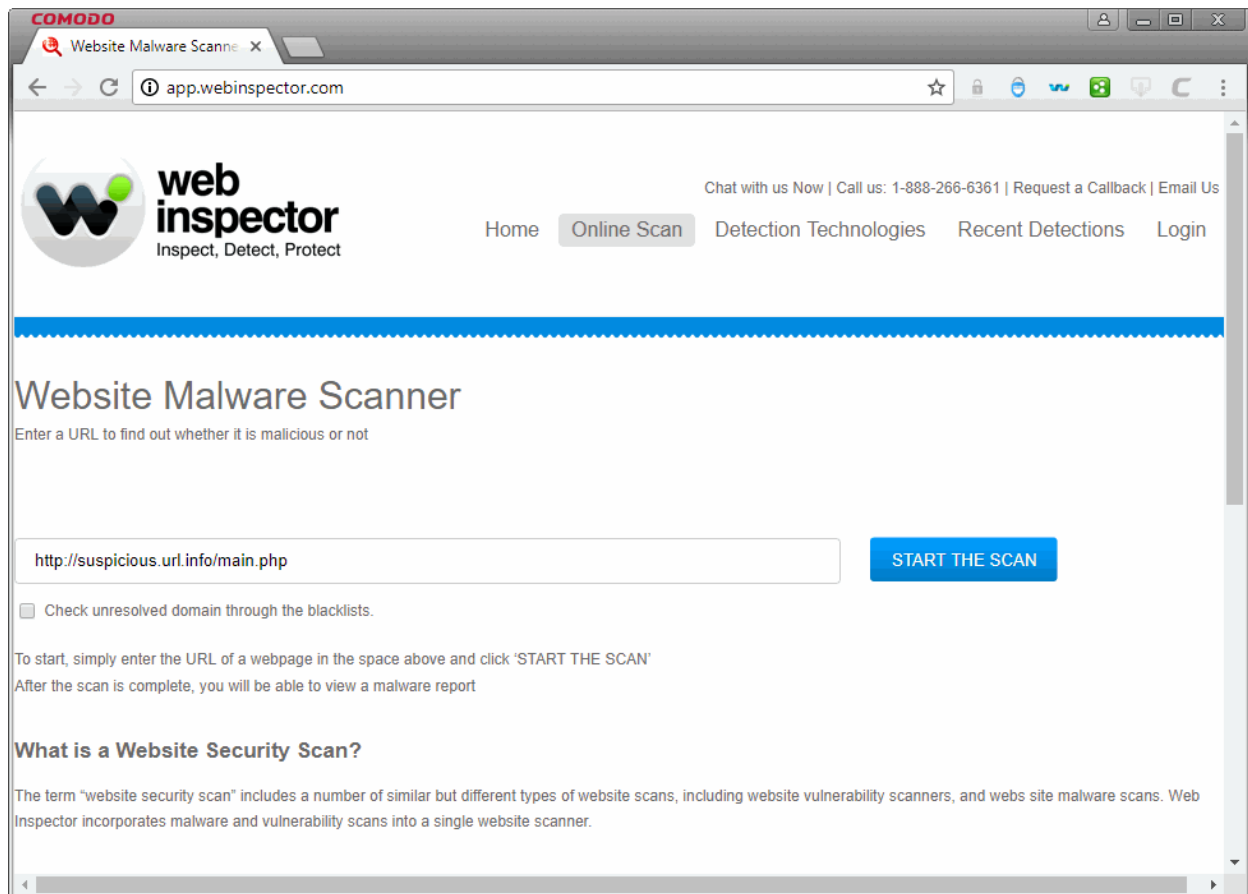 COMODO
Website Malware Scanne
app.webinspector.com
web
inspector
Inspect, Detect, Protect
Chat with us Now | Call us: 1-888-266-6361 | Request a Callback | Email Us
Home Online Scan Detection Technologies Recent Detections Login
Website Malware Scanner
Enter a URL to find out whether it is malicious or not
http://suspicious.url.info/main.php
START THE SCAN
Check unresolved domain through the blacklists.
To start, simply enter the URL of a webpage in the space above and click ‘START THE SCAN’
After the scan is complete, you will be able to view a malware report
What is a Website Security Scan?
The term “website security scan” includes a number of similar but different types of website scans, including website vulnerability scanners, and webs site malware scans. Web
Inspector incorporates malware and vulnerability scans into a single website scanner.